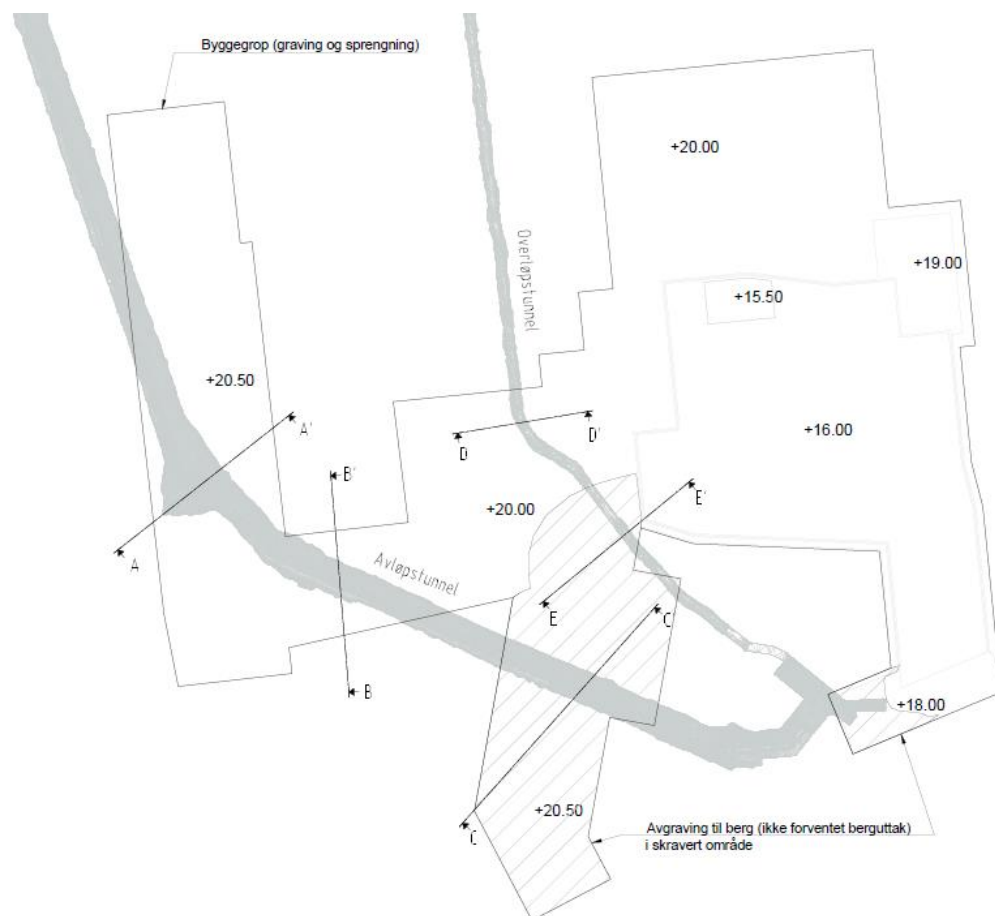 Byggegrop (graving og sprengning)
+20.00
Overløpstunnel
+19.00
+15.50
+20.50
A'
D
D'
+16.00
B'
E'
+20.00
A
Avløpstunnel
E
C
B
+18.00
+20.50
C
Avgraving til berg (ikke forventet berguttak)
i skravert område